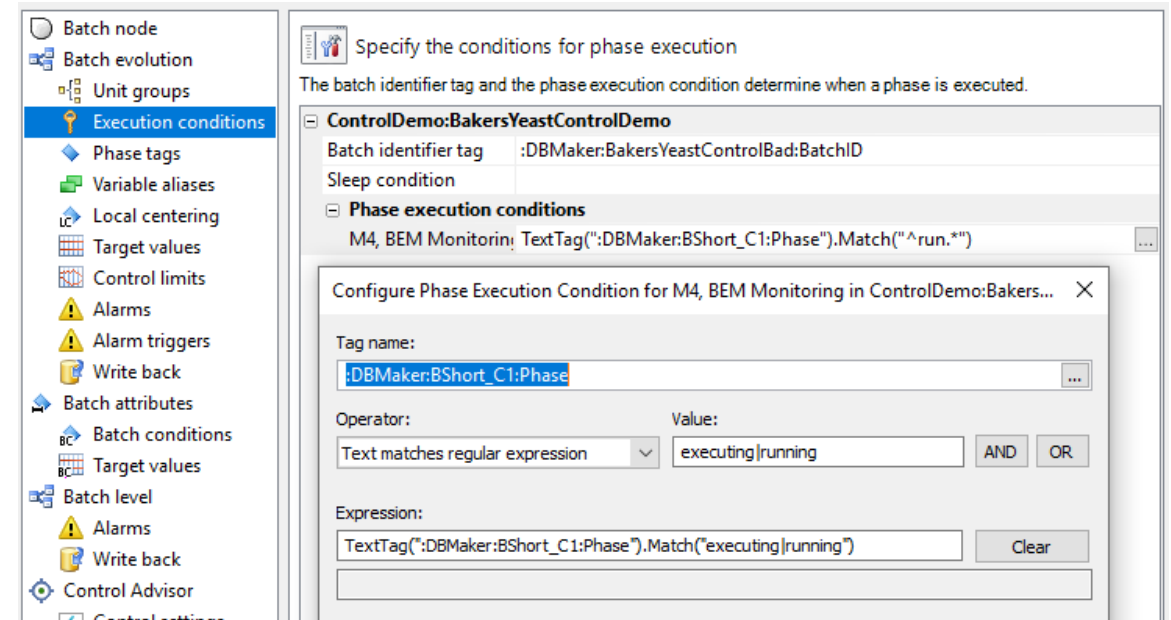 Batch node
Batch evolution
Unit groups
Execution conditions
Phase tags
Variable aliases
LC Local centering
Target values
Control limits
Alarms
Alarm triggers
Write back
Batch attributes
BC Batch conditions
BC Target values
Batch level
Alarms
Write back
Control Advisor
Control settings
Specify the conditions for phase execution
The batch identifier tag and the phase execution condition determine when a phase is executed.
ControlDemo:BakersYeastControlDemo
Batch identifier tag :DBMaker:BakersYeastControlBad:BatchID
Sleep condition
Phase execution conditions
M4, BEM Monitoring TextTag(":DBMaker:BShort_C1:Phase").Match("^run.*") ...
Configure Phase Execution Condition for M4, BEM Monitoring in ControlDemo:Bakers...
Tag name:
:DBMaker:BShort_C1:Phase ...
Operator: Value:
Text matches regular expression executing|running AND OR
Expression:
TextTag(":DBMaker:BShort_C1:Phase").Match("executing|running") Clear